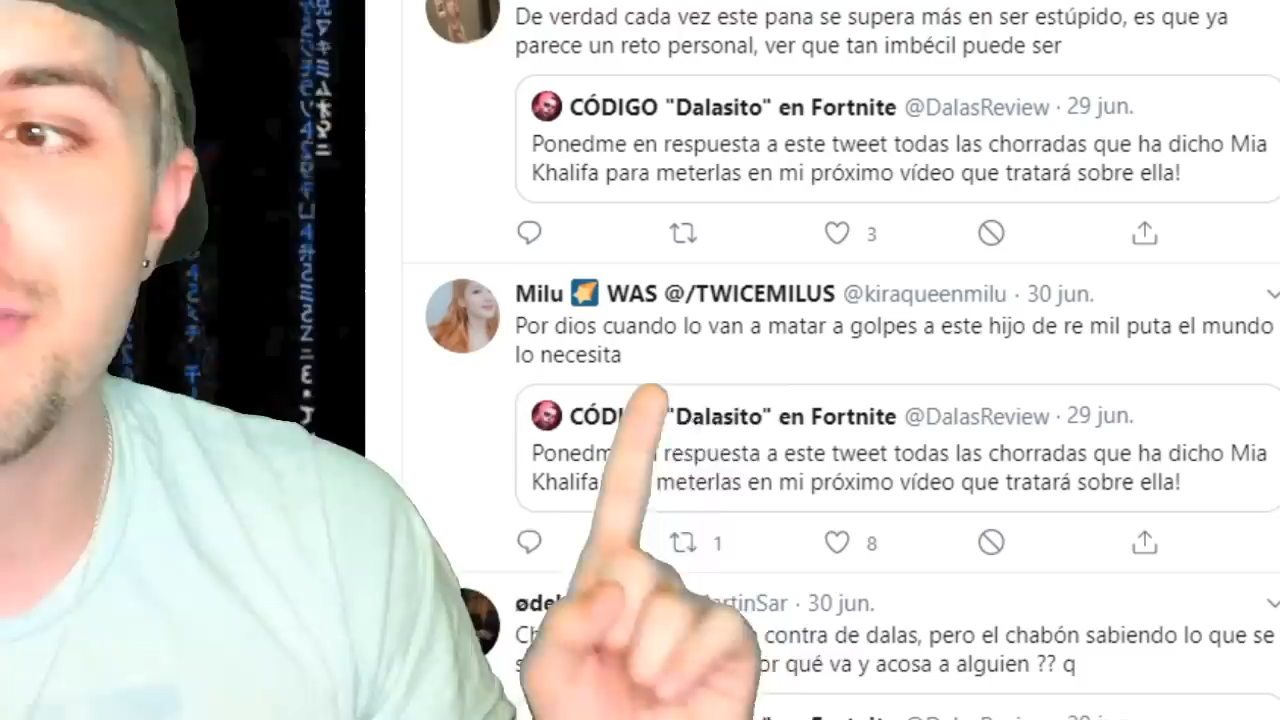 De verdad cada vez este pana se supera más en ser estúpido, es que ya
parece un reto personal, ver que tan imbécil puede ser
CÓDIGO "Dalasito" en Fortnite @DalasReview · 29 jun.
Ponedme en respuesta a este tweet todas las chorradas que ha dicho Mia
Khalifa para meterlas en mi próximo vídeo que tratará sobre ella!
3
Milu WAS @/TWICEMILUS @kiraqueenmilu · 30 jun.
Por dios cuando lo van a matar a golpes a este hijo de re mil puta el mundo
lo necesita
"Dalasito" en Fortnite @DalasReview · 29 jun.
respuesta a este tweet todas las chorradas que ha dicho Mia
Khalifa meterlas en mi próximo vídeo que tratará sobre ella!
1 8
· 30 jun.
contra de dalas, pero el chabón sabiendo lo que se
qué va y acosa a alguien ?? q